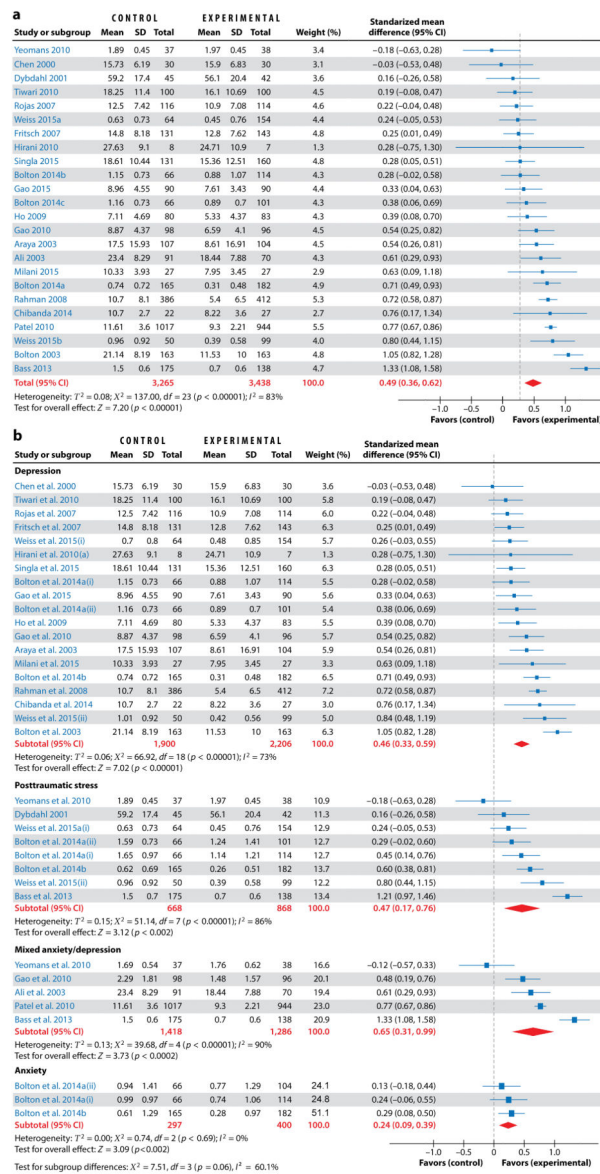 a
CONTROL EXPERIMENTAL
Study or subgroup Mean SD Total Mean SD Total Weight (%) Standarized mean difference (95% CI)
Yeomans 2010 1.89 0.45 37 1.97 0.45 38 3.4 −0.18 (−0.63, 0.28)
Chen 2000 15.73 6.19 30 15.9 6.83 30 3.1 −0.03 (−0.53, 0.48)
Dybdahl 2001 59.2 17.4 45 56.1 20.4 42 3.6 0.16 (−0.26, 0.58)
Tiwari 2010 18.25 11.4 100 16.1 10.69 100 4.5 0.19 (−0.08, 0.47)
Rojas 2007 12.5 7.42 116 10.9 7.08 114 4.6 0.22 (−0.04, 0.48)
Weiss 2015a 0.63 0.73 64 0.45 0.76 154 4.4 0.24 (−0.05, 0.53)
Fritsch 2007 14.8 8.18 131 12.8 7.62 143 4.8 0.25 (0.01, 0.49)
Hirani 2010 27.63 9.1 8 24.71 10.9 7 1.3 0.28 (−0.75, 1.30)
Singla 2015 18.61 10.44 131 15.36 12.51 160 4.8 0.28 (0.05, 0.51)
Bolton 2014b 1.15 0.73 66 0.88 1.07 114 4.3 0.28 (−0.02, 0.58)
Gao 2015 8.96 4.55 90 7.61 3.43 90 4.4 0.33 (0.04, 0.63)
Bolton 2014c 1.16 0.73 66 0.89 0.7 101 4.2 0.38 (0.06, 0.69)
Ho 2009 7.11 4.69 80 5.33 4.37 83 4.3 0.39 (0.08, 0.70)
Gao 2010 8.87 4.37 98 6.59 4.1 96 4.4 0.54 (0.25, 0.82)
Araya 2003 17.5 15.93 107 8.61 16.91 104 4.5 0.54 (0.26, 0.81)
Ali 2003 23.4 8.29 91 18.44 7.88 70 4.2 0.61 (0.29, 0.93)
Milani 2015 10.33 3.93 27 7.95 3.45 27 2.9 0.63 (0.09, 1.18)
Bolton 2014a 0.74 0.72 165 0.31 0.48 182 4.9 0.71 (0.49, 0.93)
Rahman 2008 10.7 8.1 386 5.4 6.5 412 5.3 0.72 (0.58, 0.87)
Chibanda 2014 10.7 2.7 22 8.22 3.6 27 2.7 0.76 (0.17, 1.34)
Patel 2010 11.61 3.6 1017 9.3 2.21 944 5.5 0.77 (0.67, 0.86)
Weiss 2015b 0.96 0.92 50 0.39 0.58 99 4.0 0.80 (0.44, 1.15)
Bolton 2003 21.14 8.19 163 11.53 10 163 4.8 1.05 (0.82, 1.28)
Bass 2013 1.5 0.6 175 0.7 0.6 138 4.7 1.33 (1.08, 1.58)
Total (95% CI) 3,265 3,438 100.0 0.49 (0.36, 0.62)
Heterogeneity: T² = 0.08; X² = 137.00, df = 23 (p < 0.00001); I² = 83%
Test for overall effect: Z = 7.20 (p < 0.00001)
−1.0 −0.5 0 0.5 1.0
Favors (control) Favors (experimental)
b
CONTROL EXPERIMENTAL
Study or subgroup Mean SD Total Mean SD Total Weight (%) Standardized mean difference (95% CI)
Depression
Chen et al. 2000 15.73 6.19 30 15.9 6.83 30 3.6 −0.03 (−0.53, 0.48)
Tiwari et al. 2010 18.25 11.4 100 16.1 10.69 100 5.8 0.19 (−0.08, 0.47)
Rojas et al. 2007 12.5 7.42 116 10.9 7.08 114 6.0 0.22 (−0.04, 0.48)
Fritsch et al. 2007 14.8 8.18 131 12.8 7.62 143 6.3 0.25 (0.01, 0.49)
Weiss et al. 2015(i) 0.7 0.8 64 0.48 0.85 154 5.6 0.26 (−0.03, 0.55)
Hirani et al. 2010(a) 27.63 9.1 8 24.71 10.9 7 1.3 0.28 (−0.75, 1.30)
Singla et al. 2015 18.61 10.44 131 15.36 12.51 160 6.4 0.28 (0.05, 0.51)
Bolton et al. 2014a(i) 1.15 0.73 66 0.88 1.07 114 5.5 0.28 (−0.02, 0.58)
Gao et al. 2015 8.96 4.55 90 7.61 3.43 90 5.6 0.33 (0.04, 0.63)
Bolton et al. 2014a(ii) 1.16 0.73 66 0.89 0.7 101 5.4 0.38 (0.06, 0.69)
Ho et al. 2009 7.11 4.69 80 5.33 4.37 83 5.4 0.39 (0.08, 0.70)
Gao et al. 2010 8.87 4.37 98 6.59 4.1 96 5.7 0.54 (0.25, 0.82)
Araya et al. 2003 17.5 15.93 107 8.61 16.91 104 5.8 0.54 (0.26, 0.81)
Milani et al. 2015 10.33 3.93 27 7.95 3.45 27 3.3 0.63 (0.09, 1.18)
Bolton et al. 2014b 0.74 0.72 165 0.31 0.48 182 6.5 0.71 (0.49, 0.93)
Rahman et al. 2008 10.7 8.1 386 5.4 6.5 412 7.3 0.72 (0.58, 0.87)
Chibanda et al. 2014 10.7 2.7 22 8.22 3.6 27 3.0 0.76 (0.17, 1.34)
Weiss et al. 2015(ii) 1.01 0.92 50 0.42 0.56 99 5.0 0.84 (0.48, 1.19)
Bolton et al. 2003 21.14 8.19 163 11.53 10 163 6.3 1.05 (0.82, 1.28)
Subtotal (95% CI) 1,900 2,206 100.0 0.46 (0.33, 0.59)
Heterogeneity: T² = 0.06; X² = 66.92, df = 18 (p < 0.00001); I² = 73%
Test for overall effect: Z = 7.02 (p < 0.00001)
Posttraumatic stress
Yeomans et al. 2010 1.89 0.45 37 1.97 0.45 38 10.9 −0.18 (−0.63, 0.28)
Dybdahl 2001 59.2 17.4 45 56.1 20.4 42 11.3 0.16 (−0.26, 0.58)
Weiss et al. 2015a(i) 0.63 0.73 64 0.45 0.76 154 12.9 0.24 (−0.05, 0.53)
Bolton et al. 2014a(ii) 1.59 0.73 66 1.24 1.41 101 12.7 0.29 (−0.02, 0.60)
Bolton et al. 2014a(i) 1.65 0.97 66 1.14 1.21 114 12.7 0.45 (0.14, 0.76)
Bolton et al. 2014b 0.62 0.69 165 0.26 0.51 182 13.7 0.60 (0.38, 0.81)
Weiss et al. 2015(ii) 0.96 0.92 50 0.39 0.58 99 12.2 0.80 (0.44, 1.15)
Bass et al. 2013 1.5 0.7 175 0.7 0.6 138 13.4 1.21 (0.97, 1.46)
Subtotal (95% CI) 668 868 100.0 0.47 (0.17, 0.76)
Heterogeneity: T² = 0.15; X² = 51.14, df = 7 (p < 0.00001); I² = 86%
Test for overall effect: Z = 3.12 (p < 0.002)
Mixed anxiety/depression
Yeomans et al. 2010 1.69 0.54 37 1.76 0.62 38 16.6 −0.12 (−0.57, 0.33)
Gao et al. 2010 2.29 1.81 98 1.48 1.57 96 20.1 0.48 (0.19, 0.76)
Ali et al. 2003 23.4 8.29 91 18.44 7.88 70 19.4 0.61 (0.29, 0.93)
Patel et al. 2010 11.61 3.6 1017 9.3 2.21 944 23.0 0.77 (0.67, 0.86)
Bass et al. 2013 1.5 0.6 175 0.7 0.6 138 20.9 1.33 (1.08, 1.58)
Subtotal (95% CI) 1,418 1,286 100.0 0.65 (0.31, 0.99)
Heterogeneity: T² = 0.13; X² = 39.68, df = 4 (p < 0.00001); I² = 90%
Test for overall effect: Z = 3.73 (p < 0.0002)
Anxiety
Bolton et al. 2014a(ii) 0.94 1.41 66 0.77 1.29 104 24.1 0.13 (−0.18, 0.44)
Bolton et al. 2014a(i) 0.99 0.97 66 0.74 1.06 114 24.8 0.24 (−0.06, 0.55)
Bolton et al. 2014b 0.61 1.29 165 0.28 0.97 182 51.1 0.29 (0.08, 0.50)
Subtotal (95% CI) 297 400 100.0 0.24 (0.09, 0.39)
Heterogeneity: T² = 0.00; X² = 0.74, df = 2 (p < 0.69); I² = 0%
Test for overall effect: Z = 3.09 (p <0.002)
Test for subgroup differences: X² = 7.51, df = 3 (p = 0.06), I² = 60.1%
−1.0 −0.5 0 0.5 1.0
Favors (control) Favors (experimental)